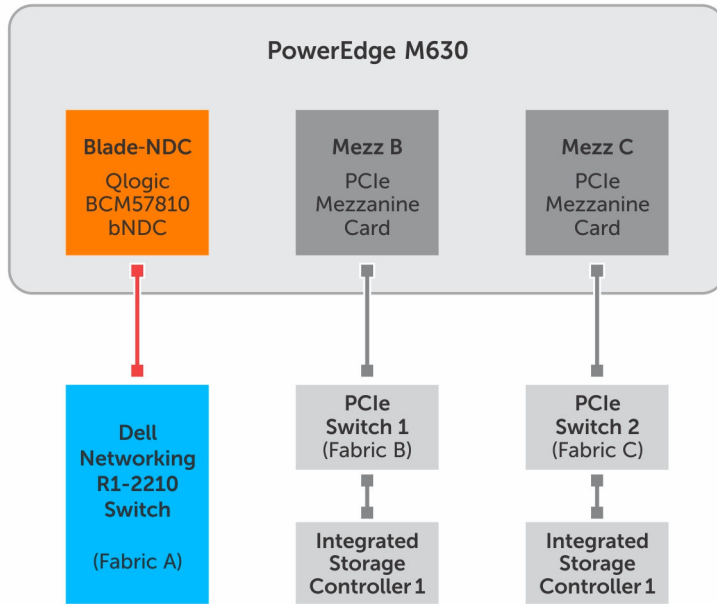 PowerEdge M630
Blade-NDC
Qlogic
BCM57810
bNDC
Mezz B
PCIe
Mezzanine
Card
Mezz C
PCIe
Mezzanine
Card
Dell
Networking
R1-2210
Switch
(Fabric A)
PCIe
Switch 1
(Fabric B)
PCIe
Switch 2
(Fabric C)
Integrated
Storage
Controller 1
Integrated
Storage
Controller 1